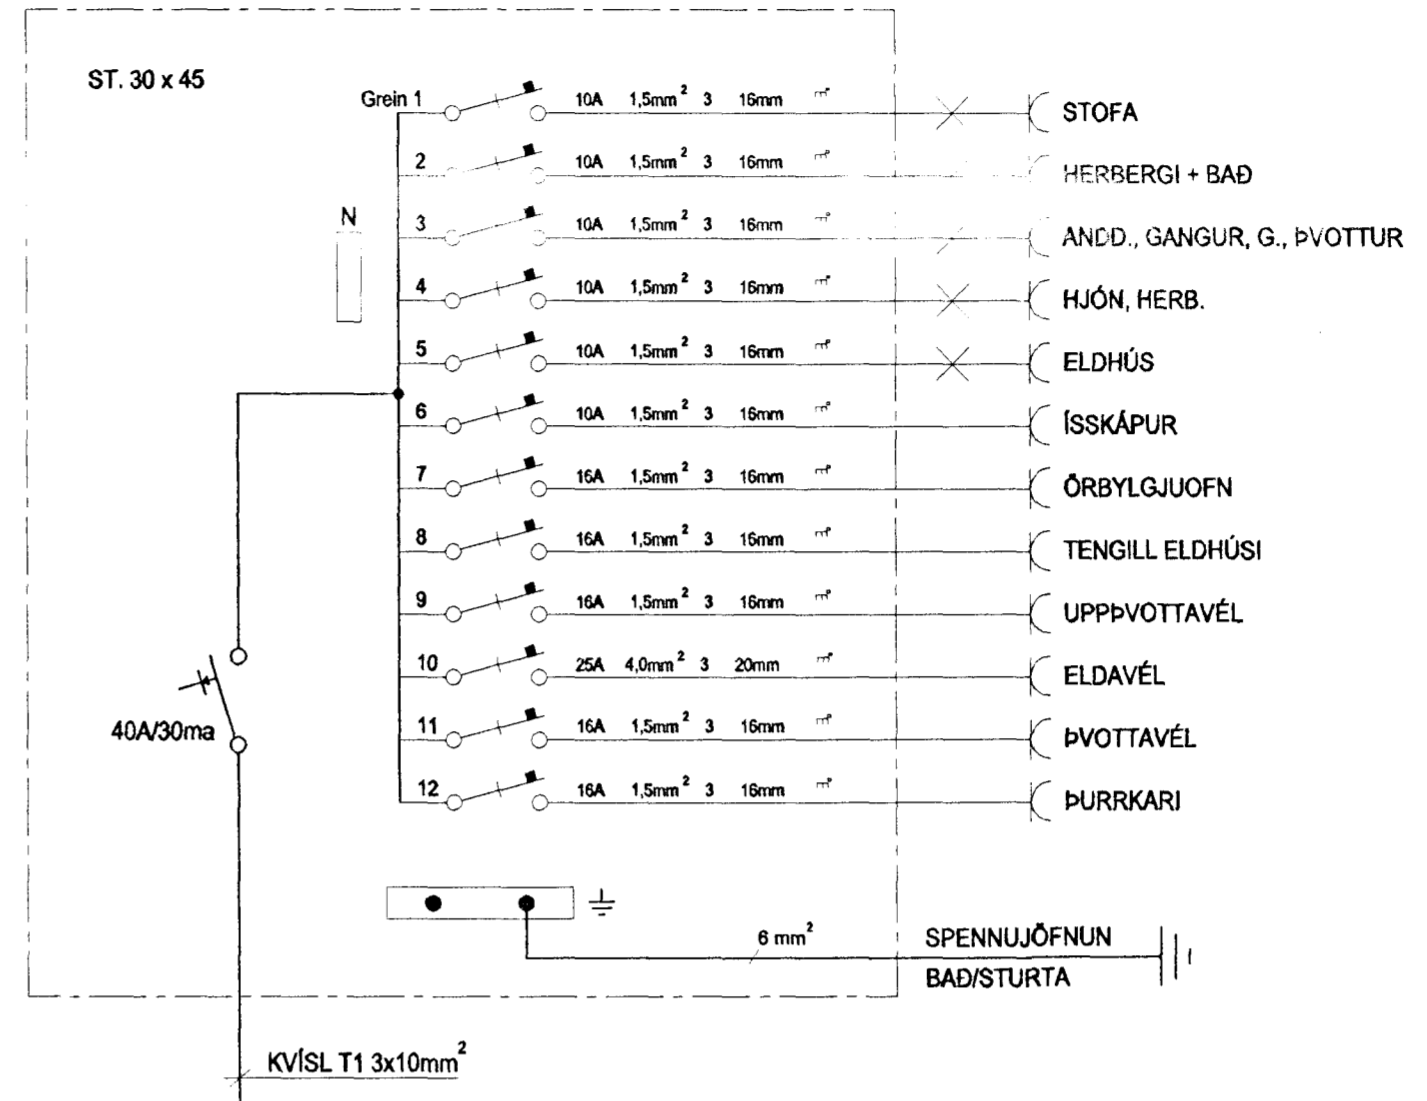 ST. 30 x 45
Grein 1 10A 1,5mm² 3 16mm STOFA
2 10A 1,5mm² 3 16mm HERBERGI + BAÐ
N
3 10A 1,5mm² 3 16mm ANDD., GANGUR, G., ÞVOTTUR
4 10A 1,5mm² 3 16mm HJÓN, HERB.
5 10A 1,5mm² 3 16mm ELDHÚS
6 10A 1,5mm² 3 16mm ÍSSKÁPUR
7 16A 1,5mm² 3 16mm ÖRBYLGJUOFN
8 16A 1,5mm² 3 16mm TENGILL ELDHÚSI
9 16A 1,5mm² 3 16mm UPPÞVOTTAVÉL
10 25A 4,0mm² 3 20mm ELDAVÉL
11 16A 1,5mm² 3 16mm ÞVOTTAVÉL
40A/30ma
12 16A 1,5mm² 3 16mm ÞURRKARI
6 mm² SPENNUJÖFNUN
BAÐ/STURTA
KVÍSL T1 3x10mm²